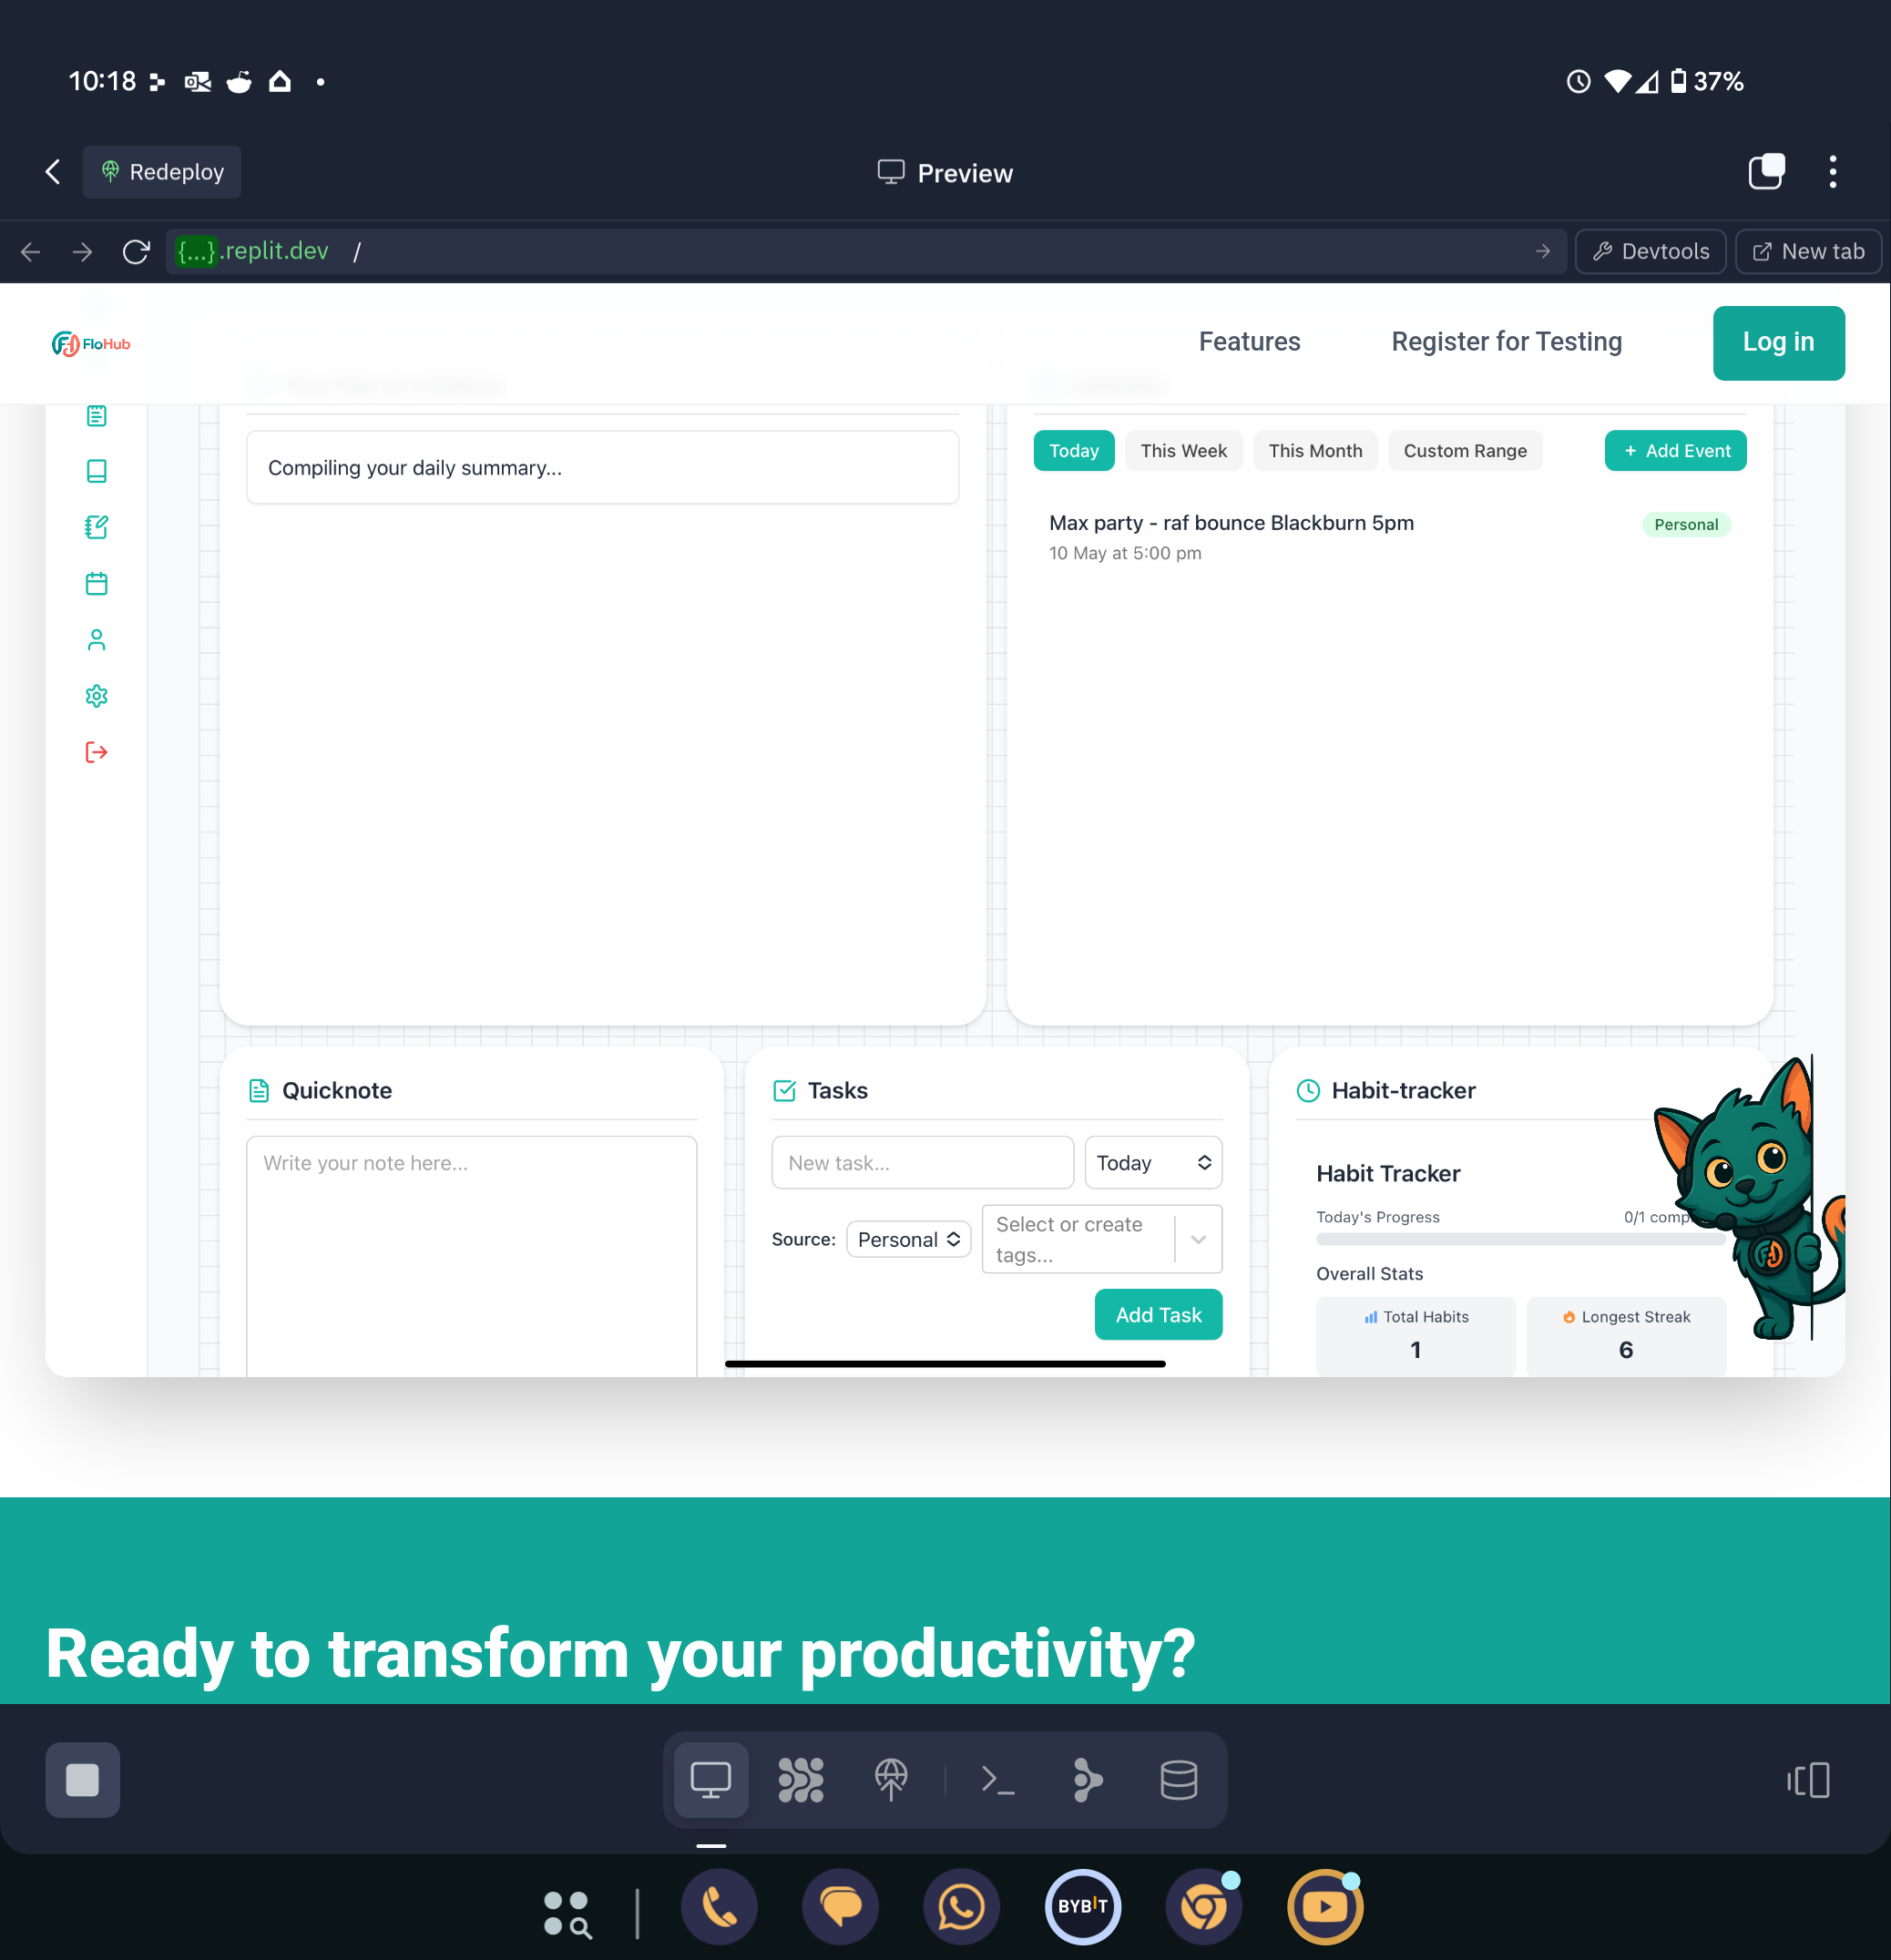 10:18
37%
Redeploy
Preview
{...}.replit.dev /
Devtools
New tab
FloHub
Features
Register for Testing
Log in
Compiling your daily summary...
Today
This Week
This Month
Custom Range
+ Add Event
Max party - raf bounce Blackburn 5pm
Personal
10 May at 5:00 pm
Quicknote
Write your note here...
Tasks
New task...
Today
Source:
Personal
Select or create
tags...
Add Task
Habit-tracker
Habit Tracker
Today's Progress
0/1
Overall Stats
Total Habits
1
Longest Streak
6
Ready to transform your productivity?
BYBIT